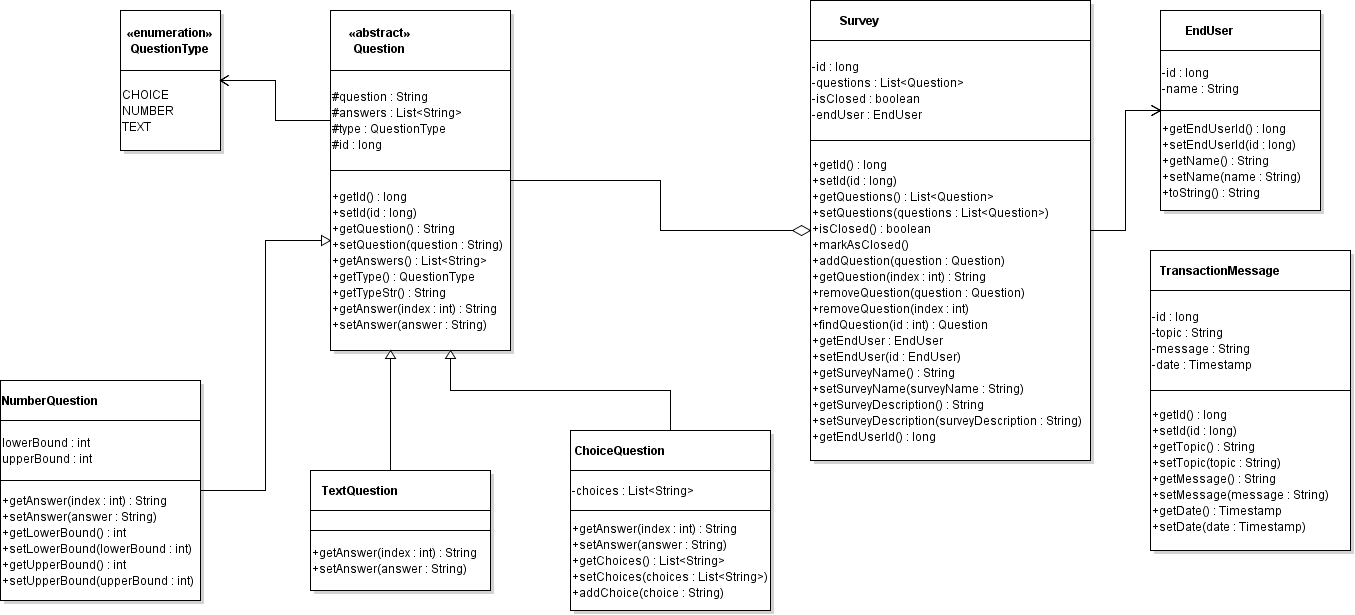 «enumeration»
QuestionType
CHOICE
NUMBER
TEXT
«abstract»
Question
#question : String
#answers : List<String>
#type : QuestionType
#id : long
+getId() : long
+setId(id : long)
+getQuestion() : String
+setQuestion(question : String)
+getAnswers() : List<String>
+getType() : QuestionType
+getTypeStr() : String
+getAnswer(index : int) : String
+setAnswer(answer : String)
Survey
-id : long
-questions : List<Question>
-isClosed : boolean
-endUser : EndUser
+getId() : long
+setId(id : long)
+getQuestions() : List<Question>
+setQuestions(questions : List<Question>)
+isClosed() : boolean
+markAsClosed()
+addQuestion(question : Question)
+getQuestion(index : int) : String
+removeQuestion(question : Question)
+removeQuestion(index : int)
+findQuestion(id : int) : Question
+getEndUser : EndUser
+setEndUser(id : EndUser)
+getSurveyName() : String
+setSurveyName(surveyName : String)
+getSurveyDescription() : String
+setSurveyDescription(surveyDescription : String)
+getEndUserId() : long
EndUser
-id : long
-name : String
+getEndUserId() : long
+setEndUserId(id : long)
+getName() : String
+setName(name : String)
+toString() : String
TransactionMessage
-id : long
-topic : String
-message : String
-date : Timestamp
+getId() : long
+setId(id : long)
+getTopic() : String
+setTopic(topic : String)
+getMessage() : String
+setMessage(message : String)
+getDate() : Timestamp
+setDate(date : Timestamp)
NumberQuestion
lowerBound : int
upperBound : int
+getAnswer(index : int) : String
+setAnswer(answer : String)
+getLowerBound() : int
+setLowerBound(lowerBound : int)
+getUpperBound() : int
+setUpperBound(upperBound : int)
TextQuestion
+getAnswer(index : int) : String
+setAnswer(answer : String)
ChoiceQuestion
-choices : List<String>
+getAnswer(index : int) : String
+setAnswer(answer : String)
+getChoices() : List<String>
+setChoices(choices : List<String>)
+addChoice(choice : String)